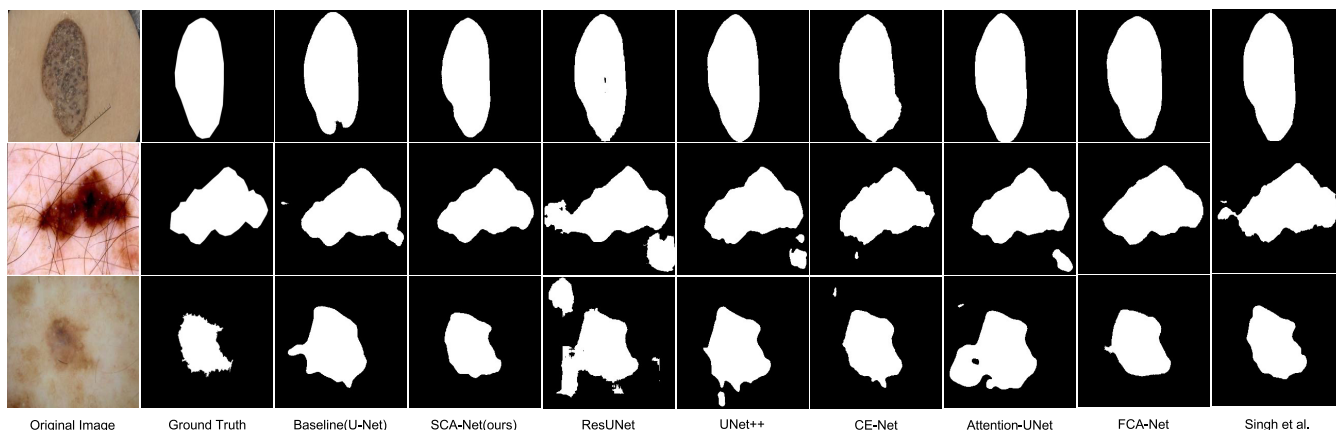 Original Image Ground Truth Baseline(U-Net) SCA-Net(ours) ResUNet UNet++ CE-Net Attention-UNet FCA-Net Singh et al.